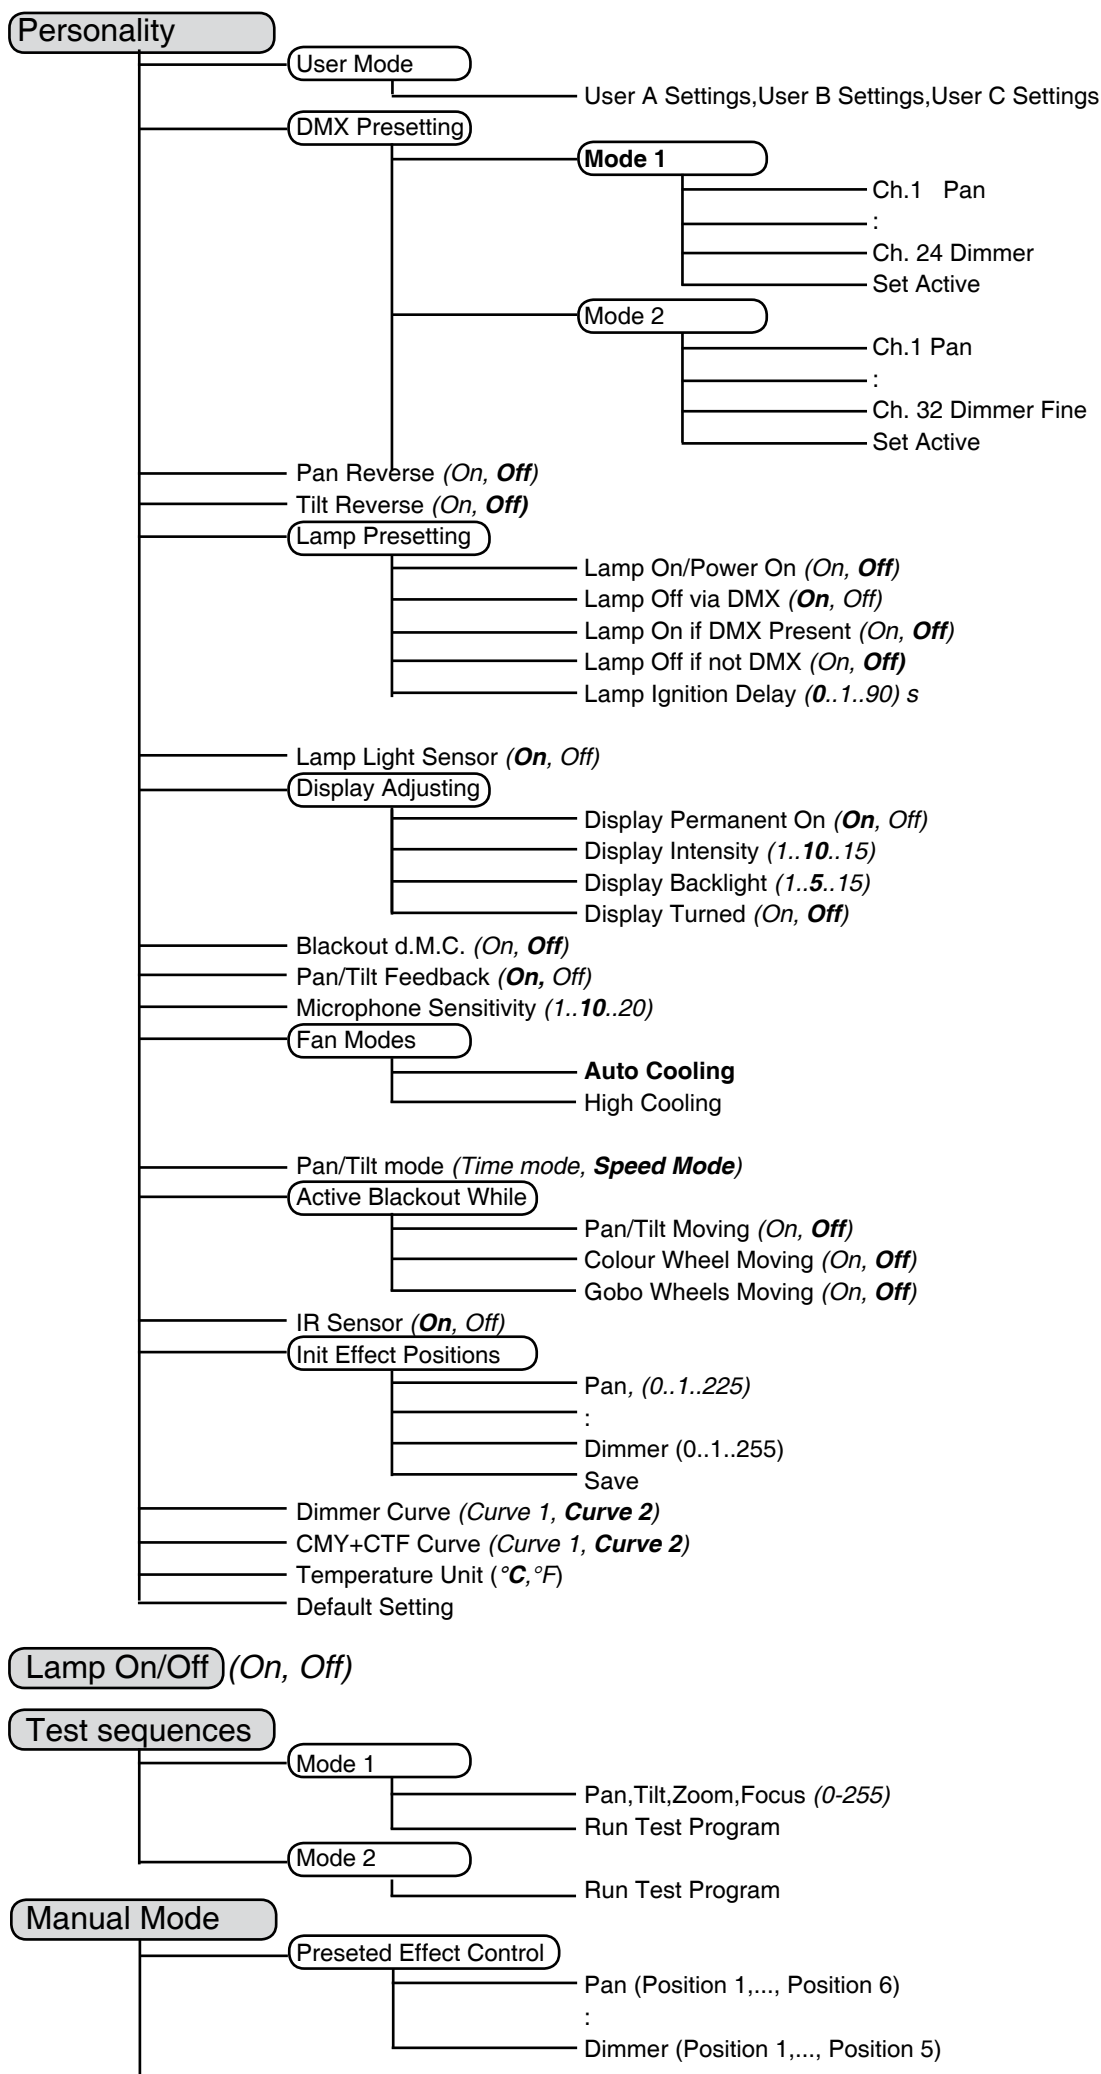 Personality
User Mode
User A Settings,User B Settings,User C Settings
DMX Presetting
Mode 1
Ch.1 Pan
:
Ch. 24 Dimmer
Set Active
Mode 2
Ch.1 Pan
:
Ch. 32 Dimmer Fine
Set Active
Pan Reverse (On, Off)
Tilt Reverse (On, Off)
Lamp Presetting
Lamp On/Power On (On, Off)
Lamp Off via DMX (On, Off)
Lamp On if DMX Present (On, Off)
Lamp Off if not DMX (On, Off)
Lamp Ignition Delay (0..1..90) s
Lamp Light Sensor (On, Off)
Display Adjusting
Display Permanent On (On, Off)
Display Intensity (1..10..15)
Display Backlight (1..5..15)
Display Turned (On, Off)
Blackout d.M.C. (On, Off)
Pan/Tilt Feedback (On, Off)
Microphone Sensitivity (1..10..20)
Fan Modes
Auto Cooling
High Cooling
Pan/Tilt mode (Time mode, Speed Mode)
Active Blackout While
Pan/Tilt Moving (On, Off)
Colour Wheel Moving (On, Off)
Gobo Wheels Moving (On, Off)
IR Sensor (On, Off)
Init Effect Positions
Pan, (0..1..225)
:
Dimmer (0..1..255)
Save
Dimmer Curve (Curve 1, Curve 2)
CMY+CTF Curve (Curve 1, Curve 2)
Temperature Unit (°C,°F)
Default Setting
Lamp On/Off (On, Off)
Test sequences
Mode 1
Pan,Tilt,Zoom,Focus (0-255)
Run Test Program
Mode 2
Run Test Program
Manual Mode
Preseted Effect Control
Pan (Position 1,..., Position 6)
:
Dimmer (Position 1,..., Position 5)